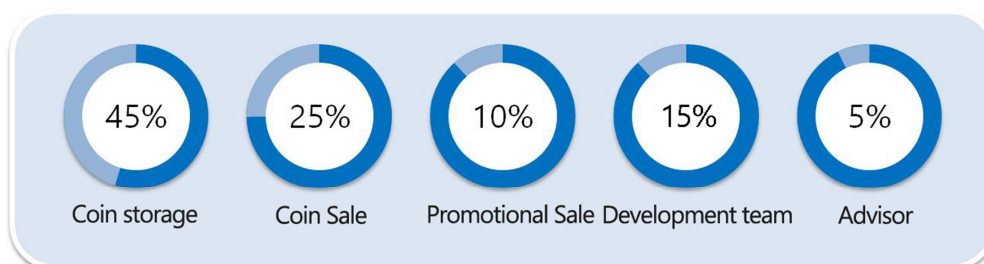 45% 25% 10% 15% 5%
Coin storage Coin Sale Promotional Sale Development team Advisor